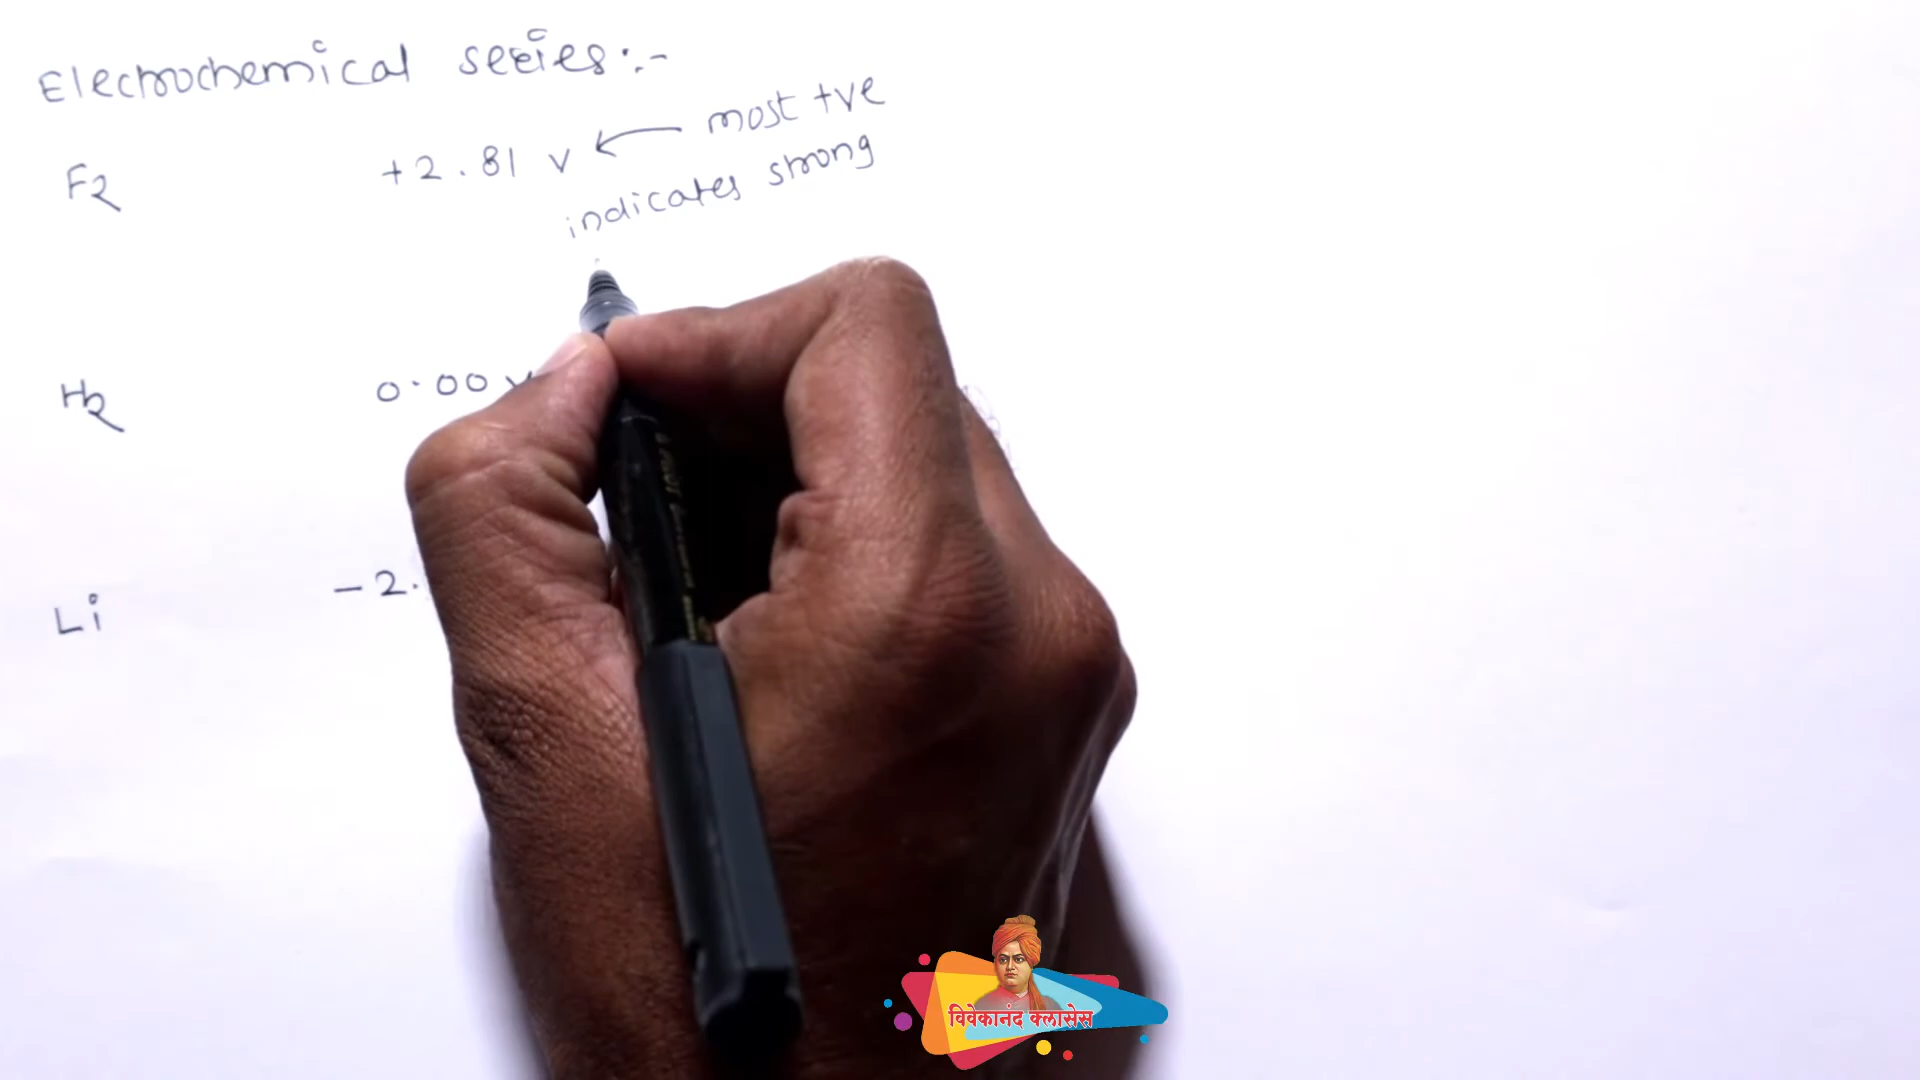 Electrochemical series:-
F2 +2.81 v ← most +ve
indicates strong
H2 0.00 v
Li -2.
विवेकानंद क्लासेस